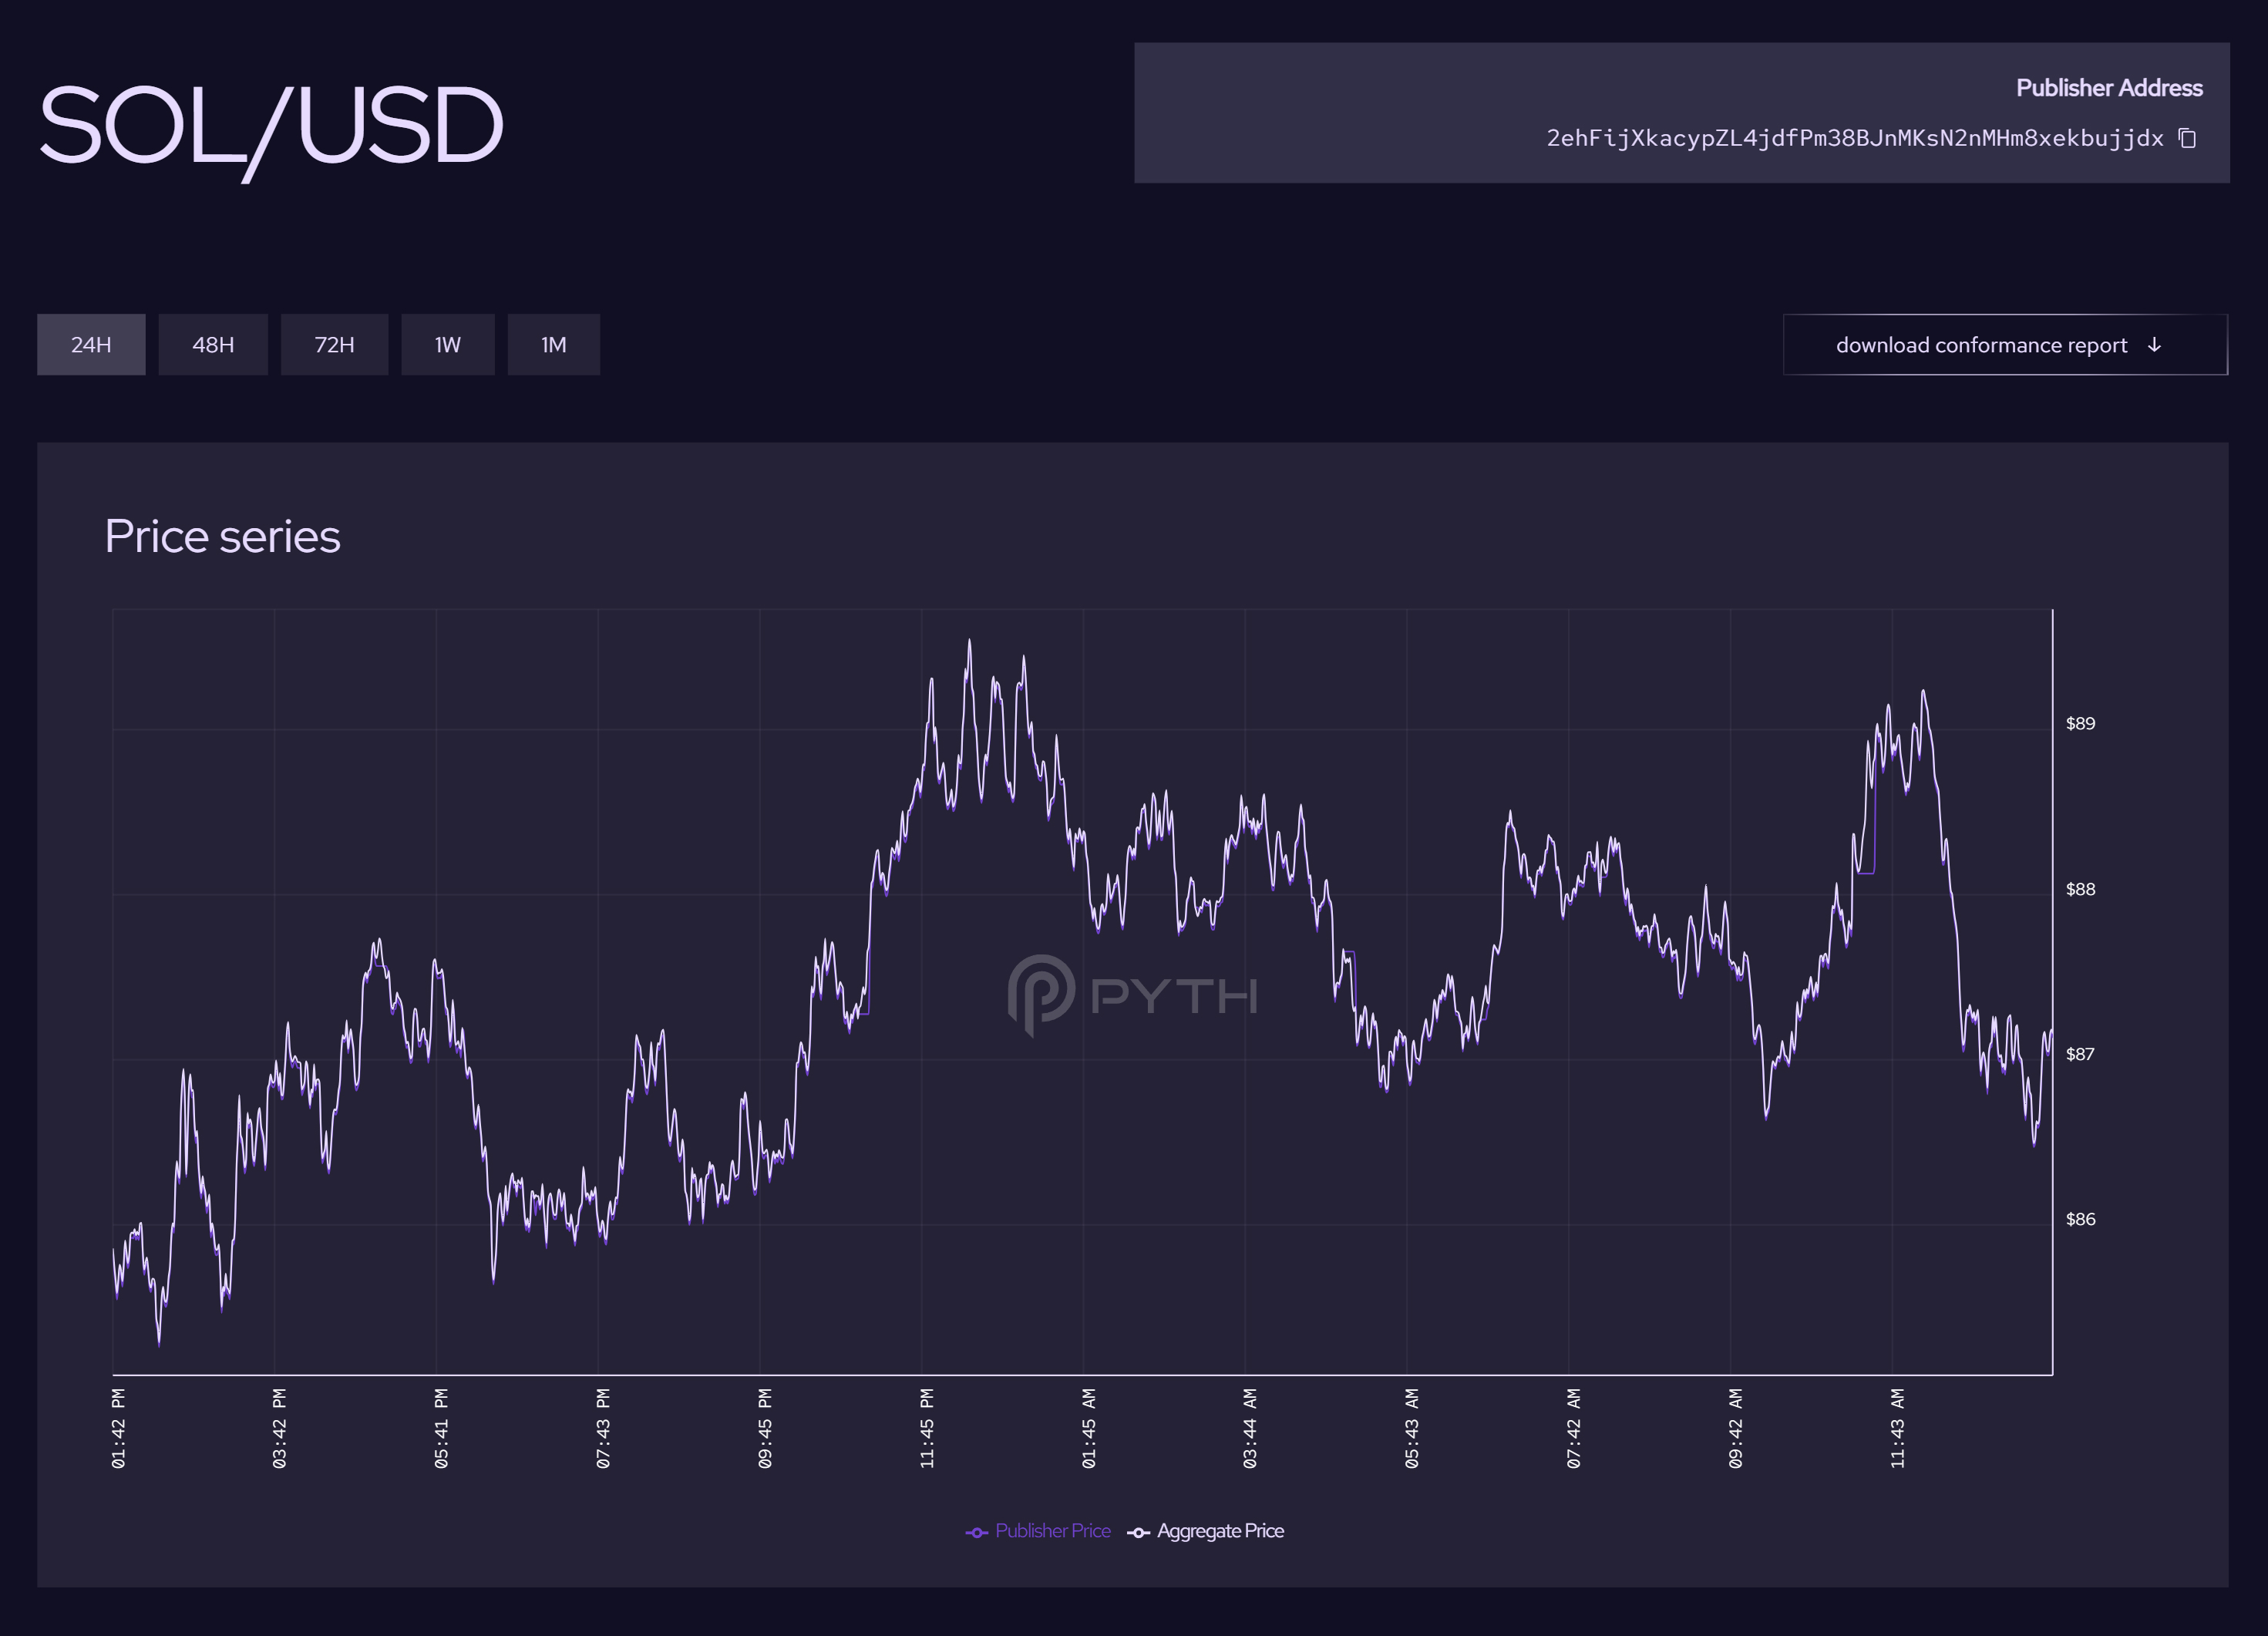 SOL/USD
Publisher Address
2ehFijXkacypZL4jdfPm38BJnMKsN2nMHm8xekbujjdx
24H
48H
72H
1W
1M
download conformance report
Price series
$89
$88
PYTH
$87
$86
01:42 PM
03:42 PM
05:41 PM
07:43 PM
09:45 PM
11:45 PM
01:45 AM
03:44 AM
05:43 AM
07:42 AM
09:42 AM
11:43 AM
Publisher Price
Aggregate Price